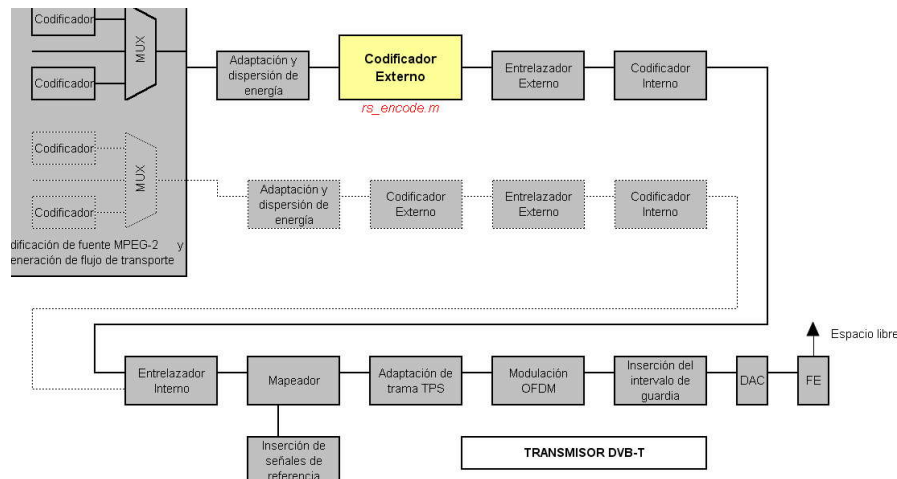 Codificador
MUX
Codificador
Adaptación y
dispersión de
energía
Codificador
Externo
rs_encode.m
Entrelazador
Externo
Codificador
Interno
Codificador
MUX
Codificador
Adaptación y
dispersión de
energía
Codificador
Externo
Entrelazador
Externo
Codificador
Interno
dificación de fuente MPEG-2 y
eneración de flujo de transporte
Espacio libre
Entrelazador
Interno
Mapeador
Adaptación de
trama TPS
Modulación
OFDM
Inserción del
intervalo de
guardia
DAC
FE
Inserción de
señales de
referencia
TRANSMISOR DVB-T